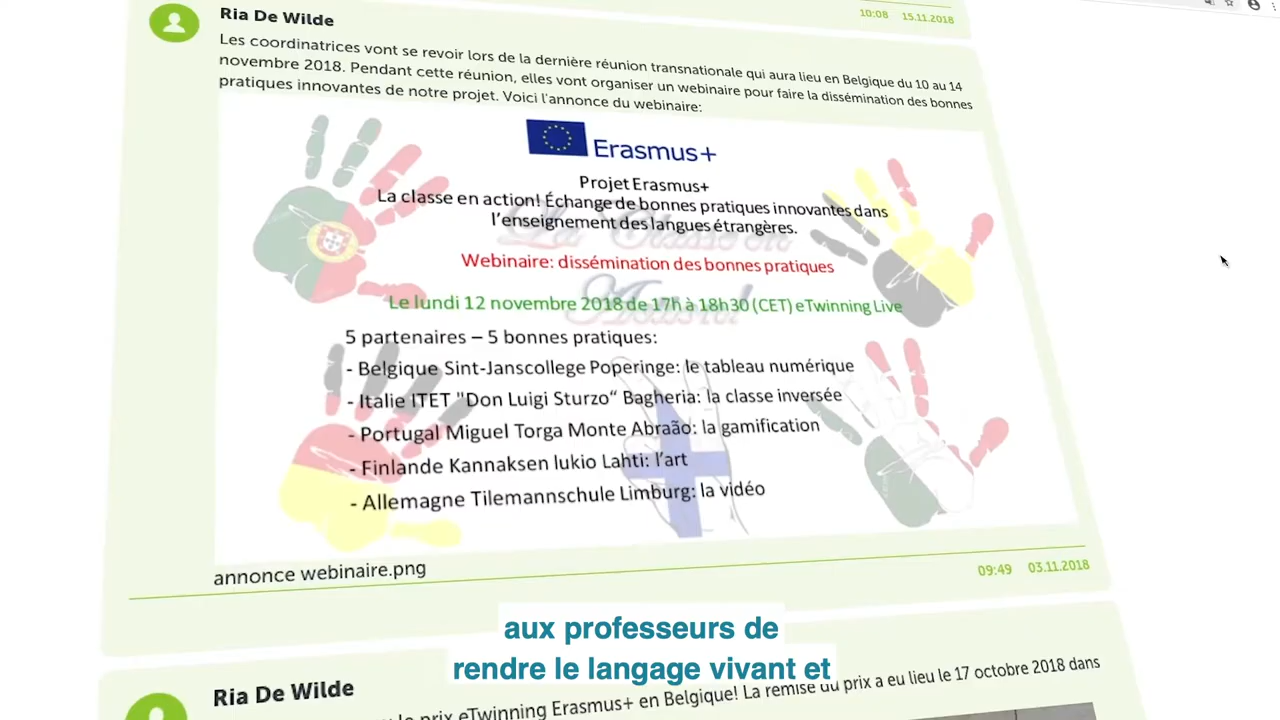 10:08 15.11.2018
Ria De Wilde
Les coordinatrices vont se revoir lors de la dernière réunion transnationale qui aura lieu en Belgique du 10 au 14
novembre 2018. Pendant cette réunion, elles vont organiser un webinaire pour faire la dissémination des bonnes
pratiques innovantes de notre projet. Voici l'annonce du webinaire:
Erasmus+
Projet Erasmus+
La classe en action! Échange de bonnes pratiques innovantes dans
l'enseignement des langues étrangères.
Webinaire: dissémination des bonnes pratiques
Le lundi 12 novembre 2018 de 17h à 18h30 (CET) eTwinning Live
5 partenaires – 5 bonnes pratiques:
- Belgique Sint-Janscollege Poperinge: le tableau numérique
- Italie ITET "Don Luigi Sturzo" Bagheria: la classe inversée
- Portugal Miguel Torga Monte Abraão: la gamification
- Finlande Kannaksen lukio Lahti: l'art
- Allemagne Tilemannschule Limburg: la vidéo
annonce webinaire.png
09:49 03.11.2018
aux professeurs de
rendre le langage vivant et
Ria De Wilde
le prix eTwinning Erasmus+ en Belgique! La remise du prix a eu lieu le 17 octobre 2018 dans